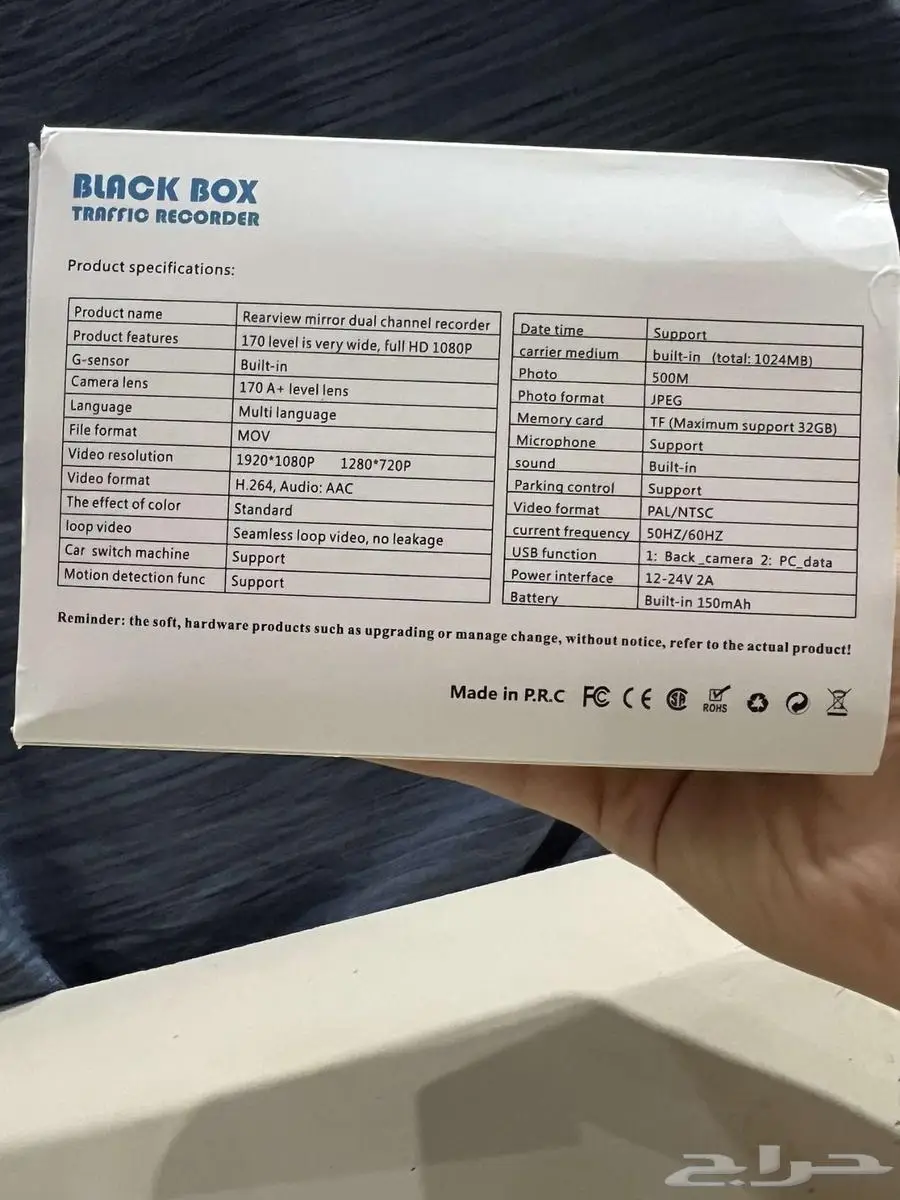 BLACK BOX
TRAFFIC RECORDER
Product specifications:
Product name Rearview mirror dual channel recorder
Product features 170 level is very wide, full HD 1080P
G-sensor Built-in
Camera lens 170 A+ level lens
Language Multi language
File format MOV
Video resolution 1920*1080P 1280*720P
Video format H.264, Audio: AAC
The effect of color Standard
loop video Seamless loop video, no leakage
Car switch machine Support
Motion detection func Support
Date time Support
carrier medium built-in (total: 1024MB)
Photo 500M
Photo format JPEG
Memory card TF (Maximum support 32GB)
Microphone Support
sound Built-in
Parking control Support
Video format PAL/NTSC
current frequency 50HZ/60HZ
USB function 1: Back_camera 2: PC_data
Power interface 12-24V 2A
Battery Built-in 150mAh
Reminder: the soft, hardware products such as upgrading or manage change, without notice, refer to the actual product!
Made in P.R.C FC CE SA ROHS
حراج